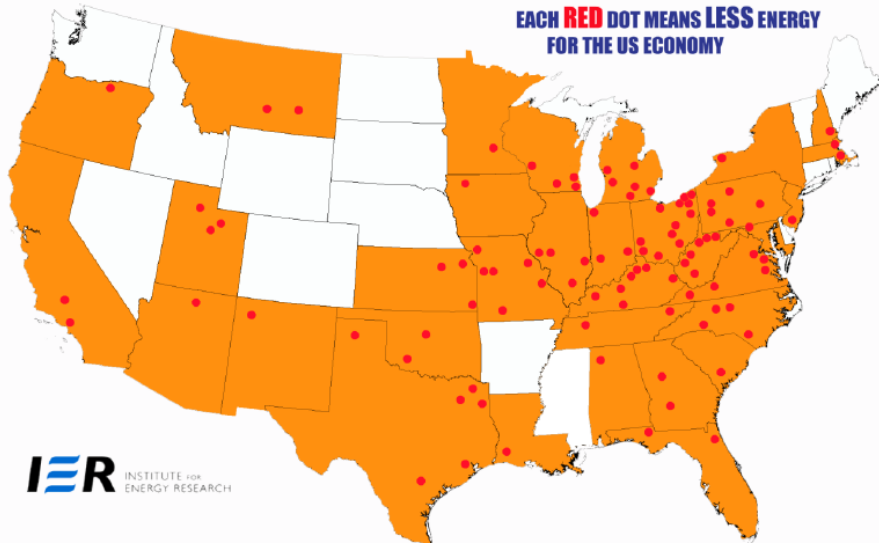 EACH RED DOT MEANS LESS ENERGY
FOR THE US ECONOMY
IER INSTITUTE FOR
ENERGY RESEARCH